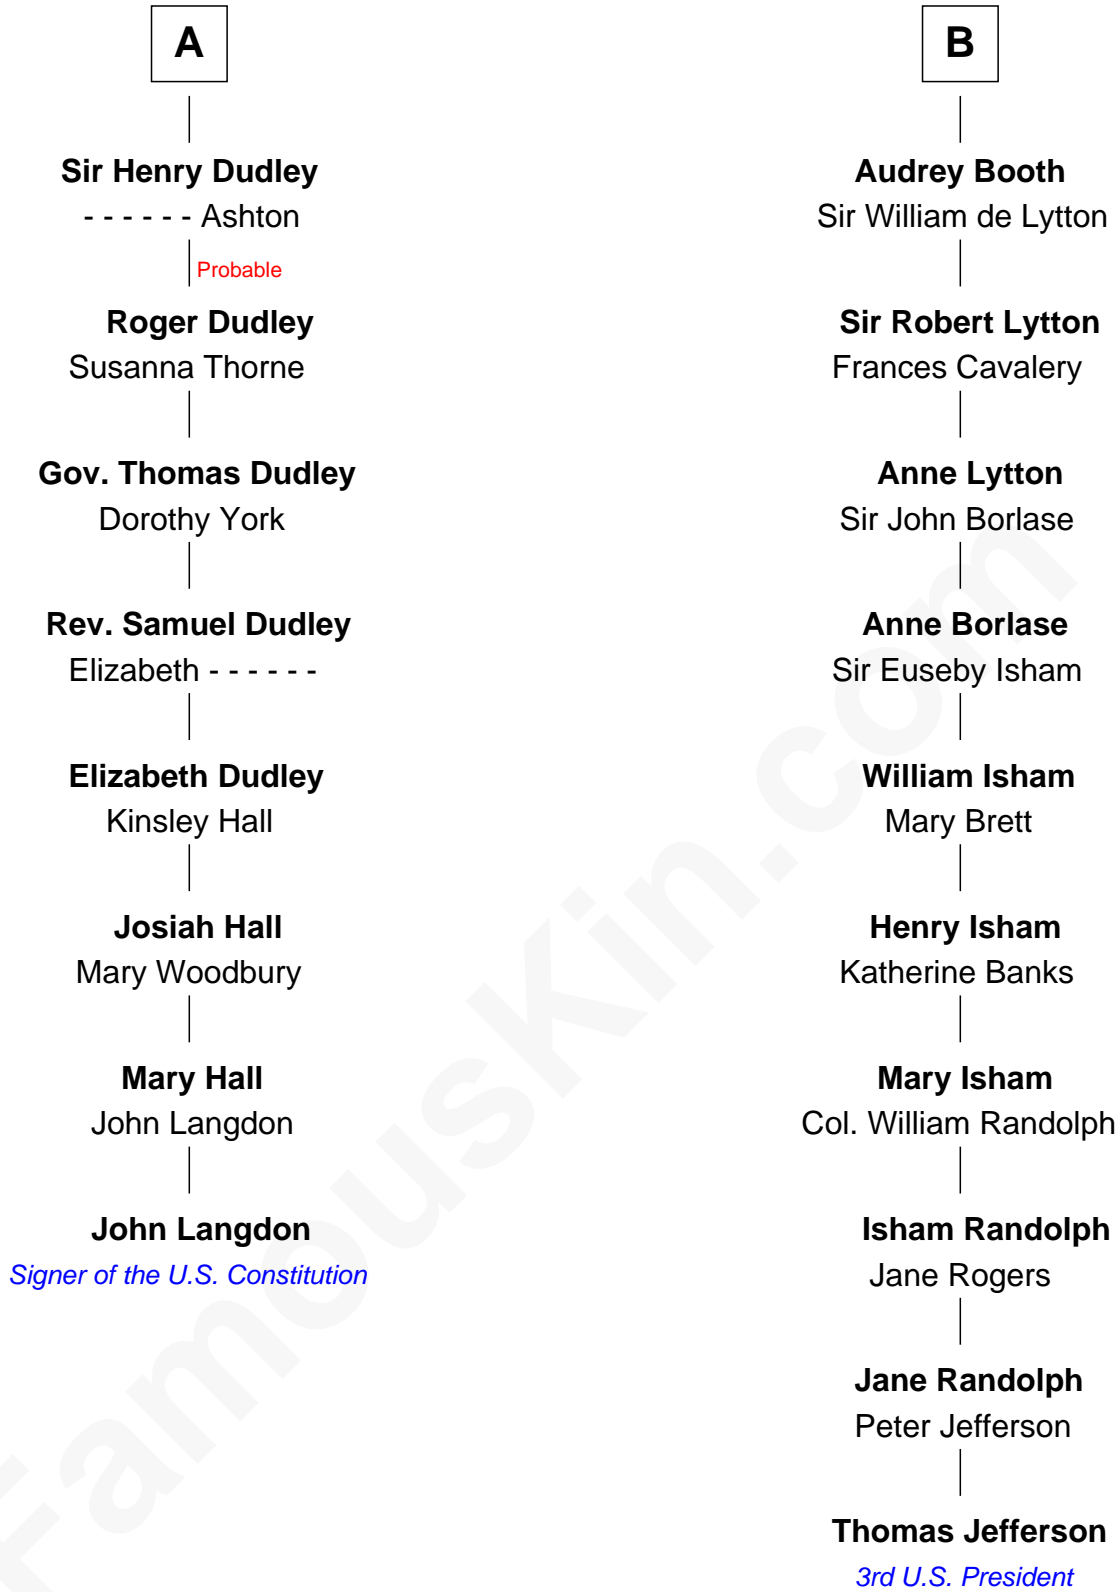 A
Sir Henry Dudley
- - - - - - Ashton
Probable
Roger Dudley
Susanna Thorne
Gov. Thomas Dudley
Dorothy York
Rev. Samuel Dudley
Elizabeth - - - - - -
Elizabeth Dudley
Kinsley Hall
Josiah Hall
Mary Woodbury
Mary Hall
John Langdon
John Langdon
Signer of the U.S. Constitution
B
Audrey Booth
Sir William de Lytton
Sir Robert Lytton
Frances Cavalery
Anne Lytton
Sir John Borlase
Anne Borlase
Sir Euseby Isham
William Isham
Mary Brett
Henry Isham
Katherine Banks
Mary Isham
Col. William Randolph
Isham Randolph
Jane Rogers
Jane Randolph
Peter Jefferson
Thomas Jefferson
3rd U.S. President
FamousKin.com